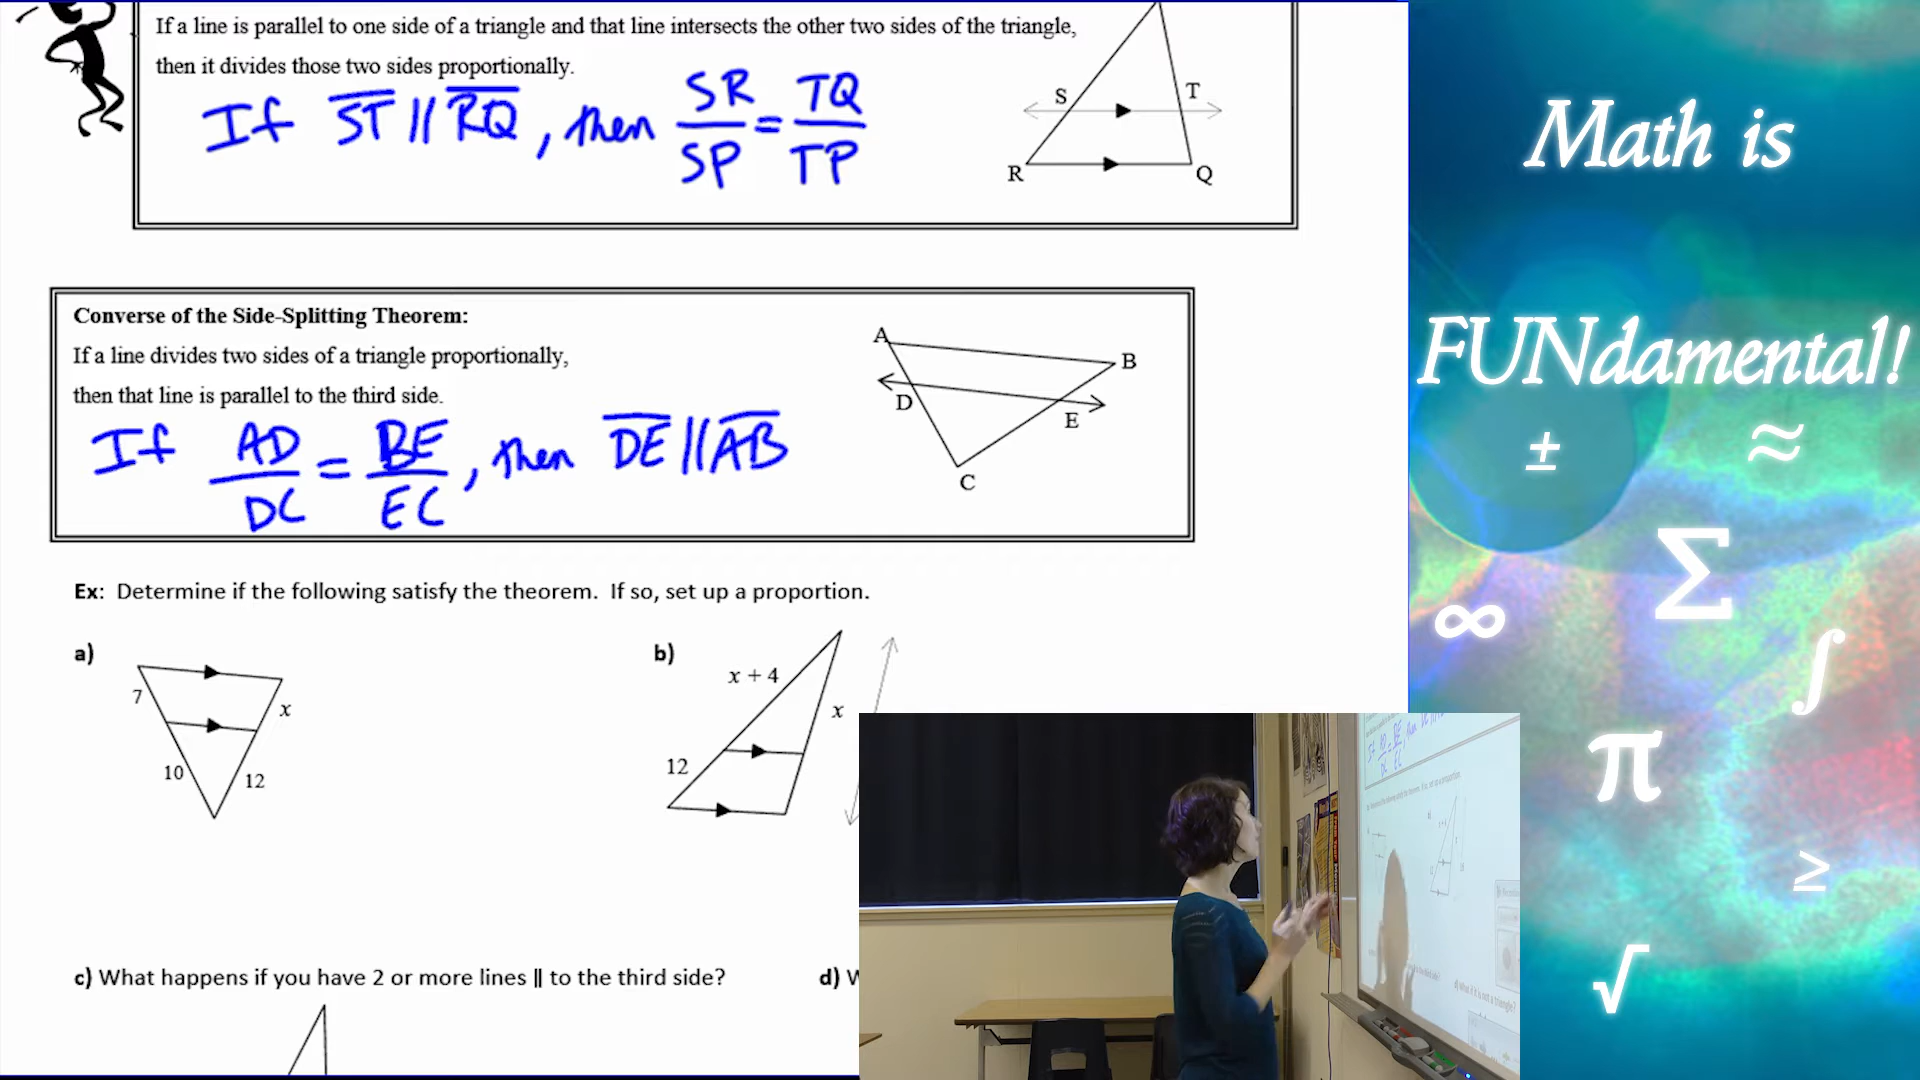 If a line is parallel to one side of a triangle and that line intersects the other two sides of the triangle,
then it divides those two sides proportionally.
If ST || RQ, then SR/SP = TQ/TP
S
T
R
Q
Converse of the Side-Splitting Theorem:
If a line divides two sides of a triangle proportionally,
then that line is parallel to the third side.
If AD/DC = BE/EC, then DE || AB
A
B
D
E
C
Ex: Determine if the following satisfy the theorem. If so, set up a proportion.
a)
7
x
10
12
b)
x + 4
x
12
c) What happens if you have 2 or more lines || to the third side?
d)
Math is
FUNdamental!
± ≈
Σ
∞
∫
π
≥
√